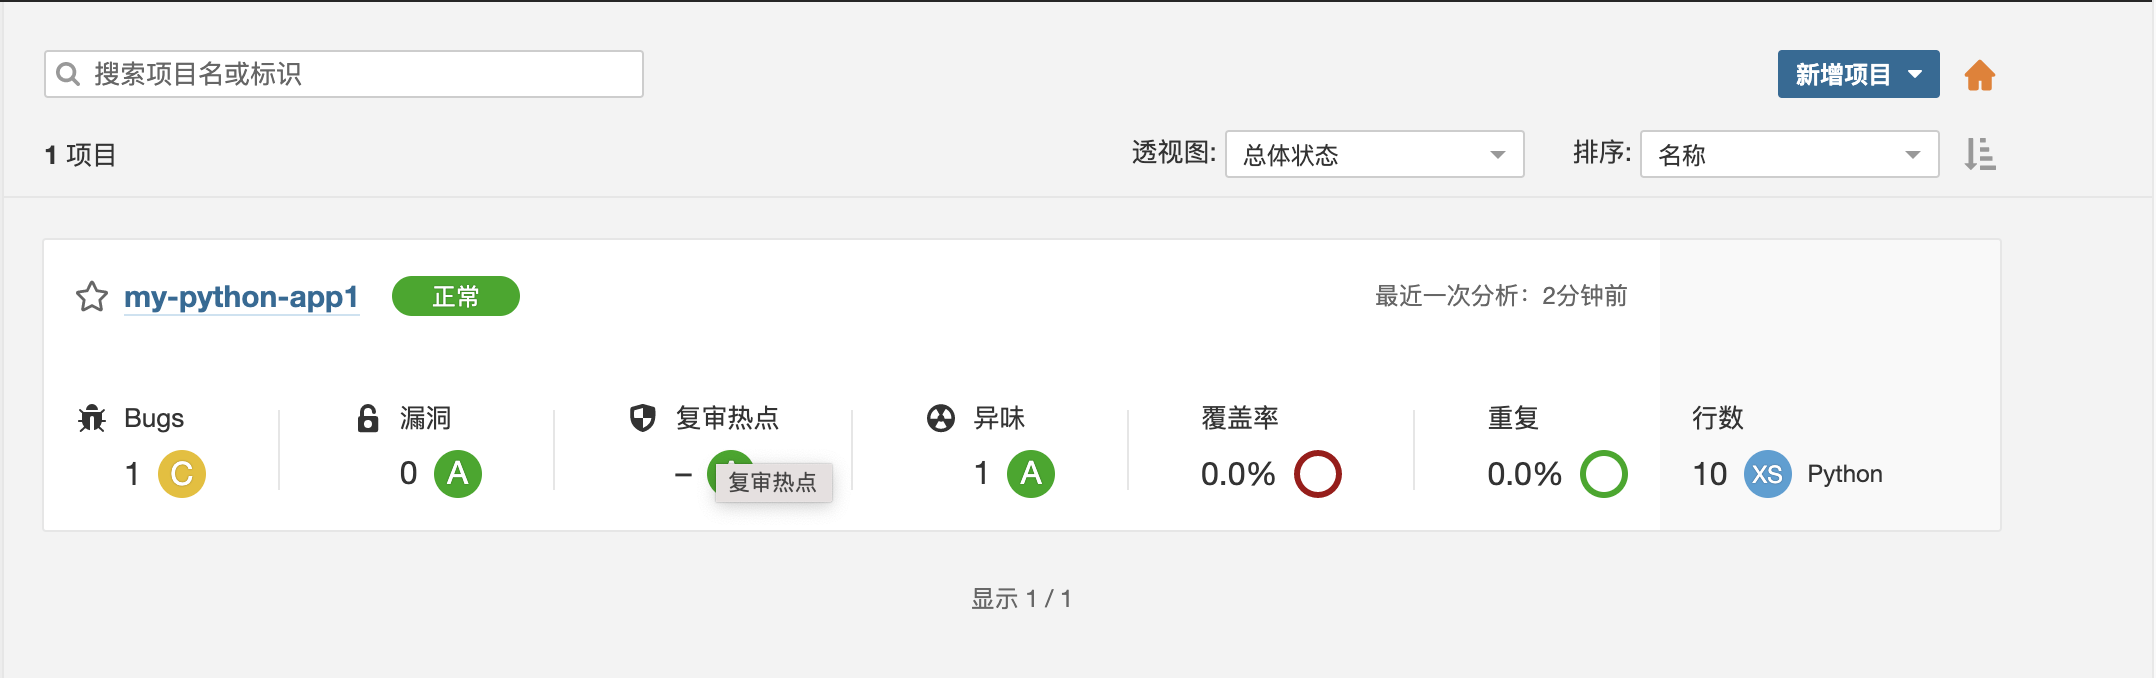 搜索项目名或标识
新增项目
1 项目
透视图: 总体状态
排序: 名称
my-python-app1 正常
最近一次分析：2分钟前
Bugs
1 C
漏洞
0 A
复审热点
– A
复审热点
异味
1 A
覆盖率
0.0%
重复
0.0%
行数
10 XS Python
显示 1 / 1